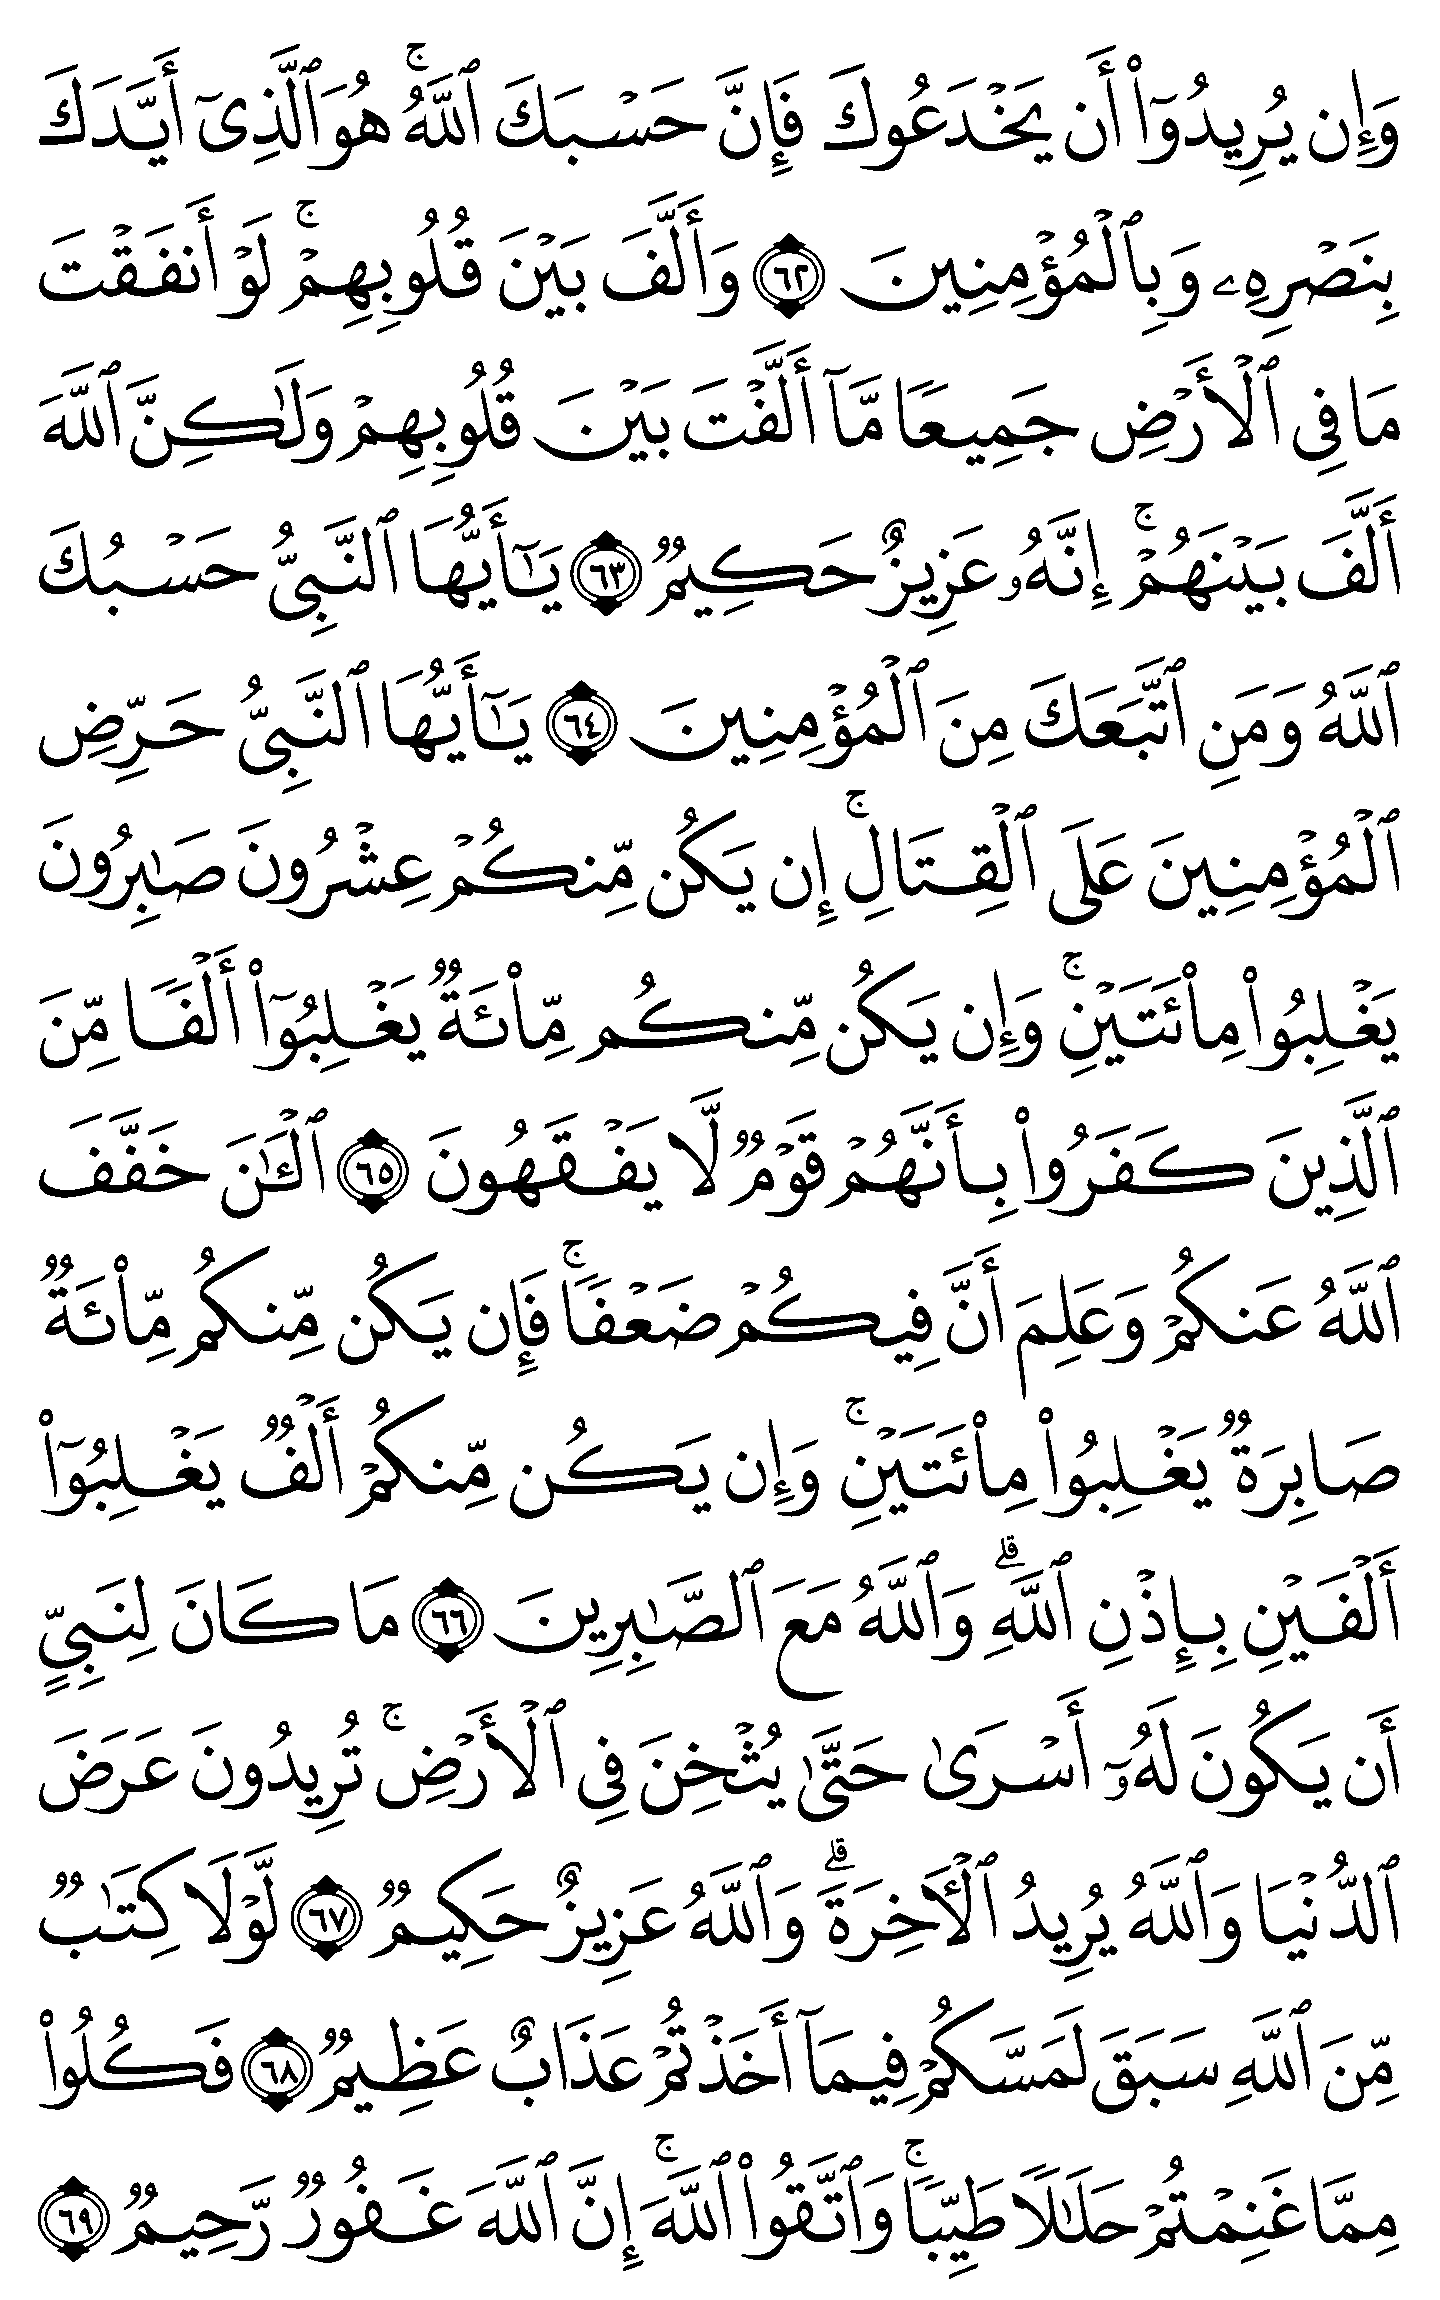 وَإِن يُرِيدُوٓا۟ أَن يَخْدَعُوكَ فَإِنَّ حَسْبَكَ ٱللَّهُ ۚ هُوَ ٱلَّذِىٓ أَيَّدَكَ
بِنَصْرِهِۦ وَبِٱلْمُؤْمِنِينَ ٦٢ وَأَلَّفَ بَيْنَ قُلُوبِهِمْ ۚ لَوْ أَنفَقْتَ
مَا فِى ٱلْأَرْضِ جَمِيعًا مَّآ أَلَّفْتَ بَيْنَ قُلُوبِهِمْ وَلَـٰكِنَّ ٱللَّهَ
أَلَّفَ بَيْنَهُمْ ۚ إِنَّهُۥ عَزِيزٌ حَكِيمٌ ٦٣ يَـٰٓأَيُّهَا ٱلنَّبِىُّ حَسْبُكَ
ٱللَّهُ وَمَنِ ٱتَّبَعَكَ مِنَ ٱلْمُؤْمِنِينَ ٦٤ يَـٰٓأَيُّهَا ٱلنَّبِىُّ حَرِّضِ
ٱلْمُؤْمِنِينَ عَلَى ٱلْقِتَالِ ۚ إِن يَكُن مِّنكُمْ عِشْرُونَ صَـٰبِرُونَ
يَغْلِبُوا۟ مِا۟ئَتَيْنِ ۚ وَإِن يَكُن مِّنكُم مِّا۟ئَةٌ يَغْلِبُوٓا۟ أَلْفًا مِّنَ
ٱلَّذِينَ كَفَرُوا۟ بِأَنَّهُمْ قَوْمٌ لَّا يَفْقَهُونَ ٦٥ ٱلْـَٔـٰنَ خَفَّفَ
ٱللَّهُ عَنكُمْ وَعَلِمَ أَنَّ فِيكُمْ ضَعْفًا ۚ فَإِن يَكُن مِّنكُم مِّا۟ئَةٌ
صَابِرَةٌ يَغْلِبُوا۟ مِا۟ئَتَيْنِ ۚ وَإِن يَكُن مِّنكُمْ أَلْفٌ يَغْلِبُوٓا۟
أَلْفَيْنِ بِإِذْنِ ٱللَّهِ ۗ وَٱللَّهُ مَعَ ٱلصَّـٰبِرِينَ ٦٦ مَا كَانَ لِنَبِىٍّ
أَن يَكُونَ لَهُۥٓ أَسْرَىٰ حَتَّىٰ يُثْخِنَ فِى ٱلْأَرْضِ ۚ تُرِيدُونَ عَرَضَ
ٱلدُّنْيَا وَٱللَّهُ يُرِيدُ ٱلْـَٔاخِرَةَ ۗ وَٱللَّهُ عَزِيزٌ حَكِيمٌ ٦٧ لَّوْلَا كِتَـٰبٌ
مِّنَ ٱللَّهِ سَبَقَ لَمَسَّكُمْ فِيمَآ أَخَذْتُمْ عَذَابٌ عَظِيمٌ ٦٨ فَكُلُوا۟
مِمَّا غَنِمْتُمْ حَلَـٰلًا طَيِّبًا ۚ وَٱتَّقُوا۟ ٱللَّهَ ۚ إِنَّ ٱللَّهَ غَفُورٌ رَّحِيمٌ ٦٩